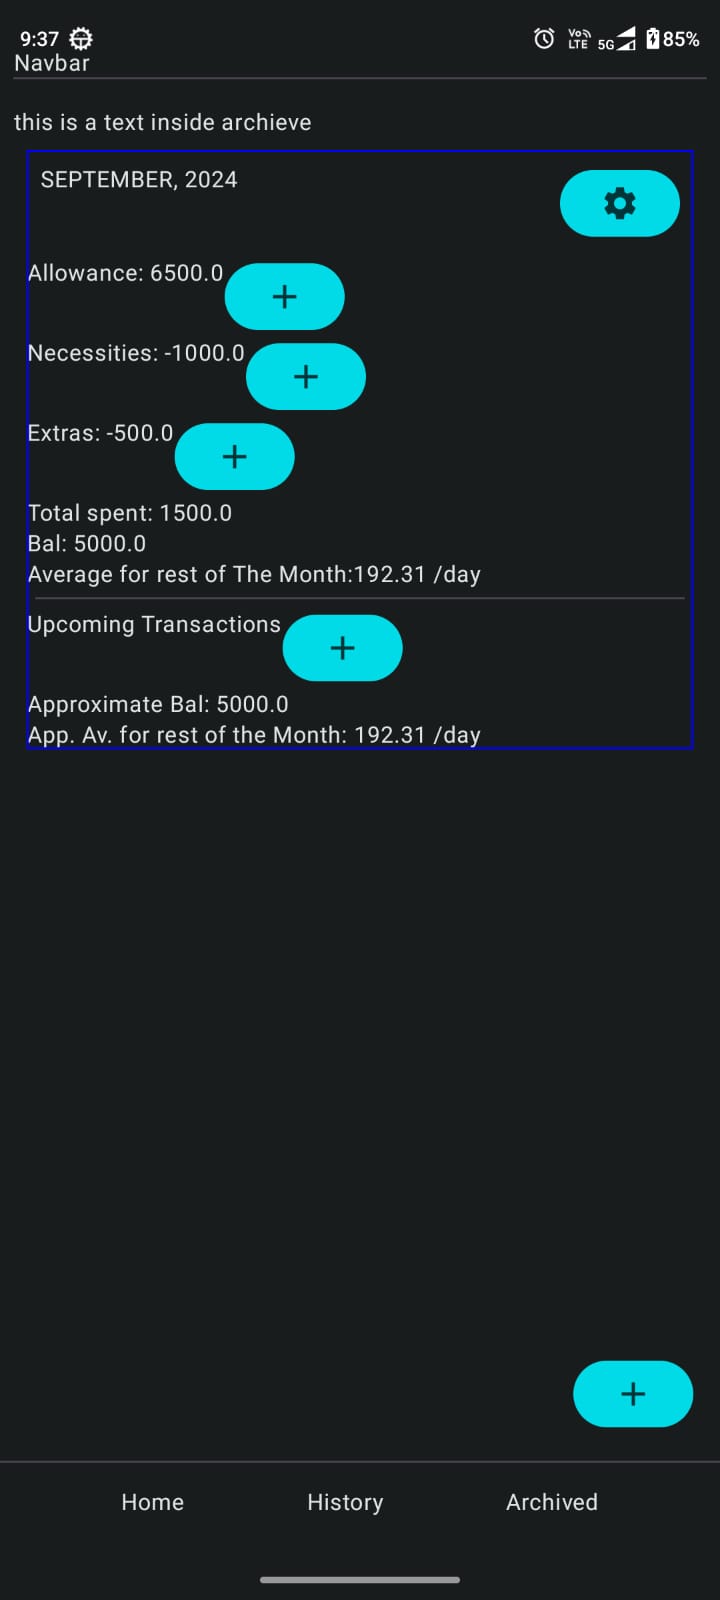 9:37 Vo LTE 5G 85%
Navbar
this is a text inside archieve
SEPTEMBER, 2024
Allowance: 6500.0
Necessities: -1000.0
Extras: -500.0
Total spent: 1500.0
Bal: 5000.0
Average for rest of The Month:192.31 /day
Upcoming Transactions
Approximate Bal: 5000.0
App. Av. for rest of the Month: 192.31 /day
Home History Archived